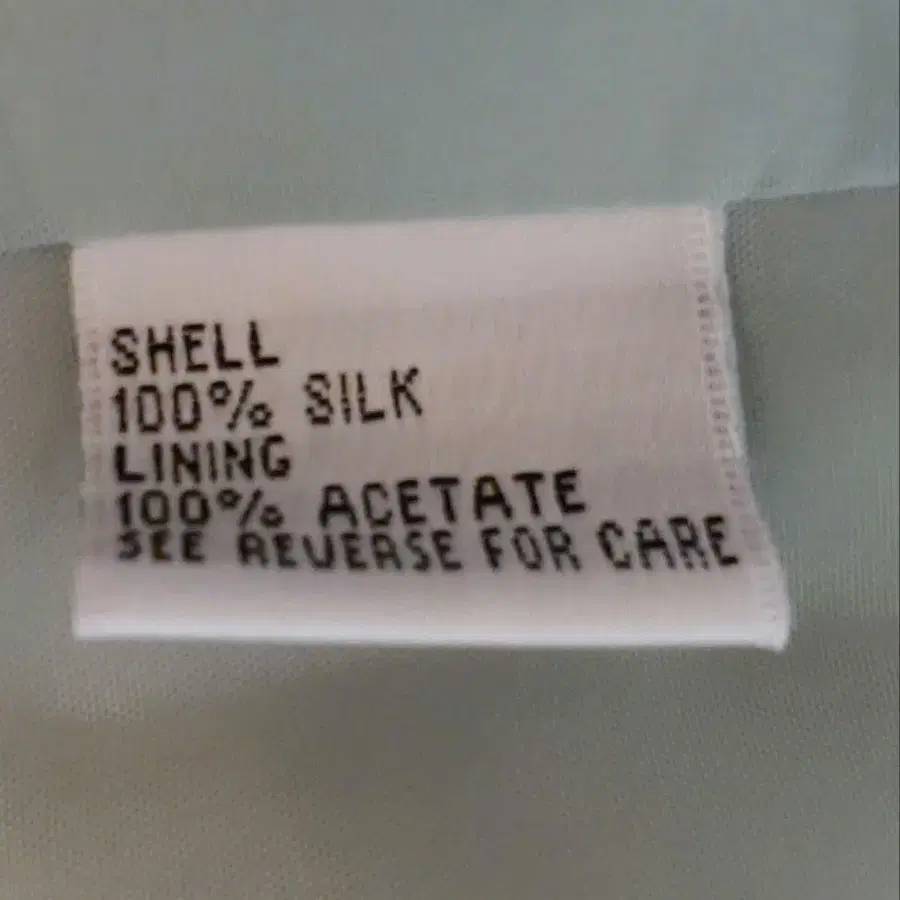 SHELL
100% SILK
LINING
100% ACETATE
SEE REVERSE FOR CARE